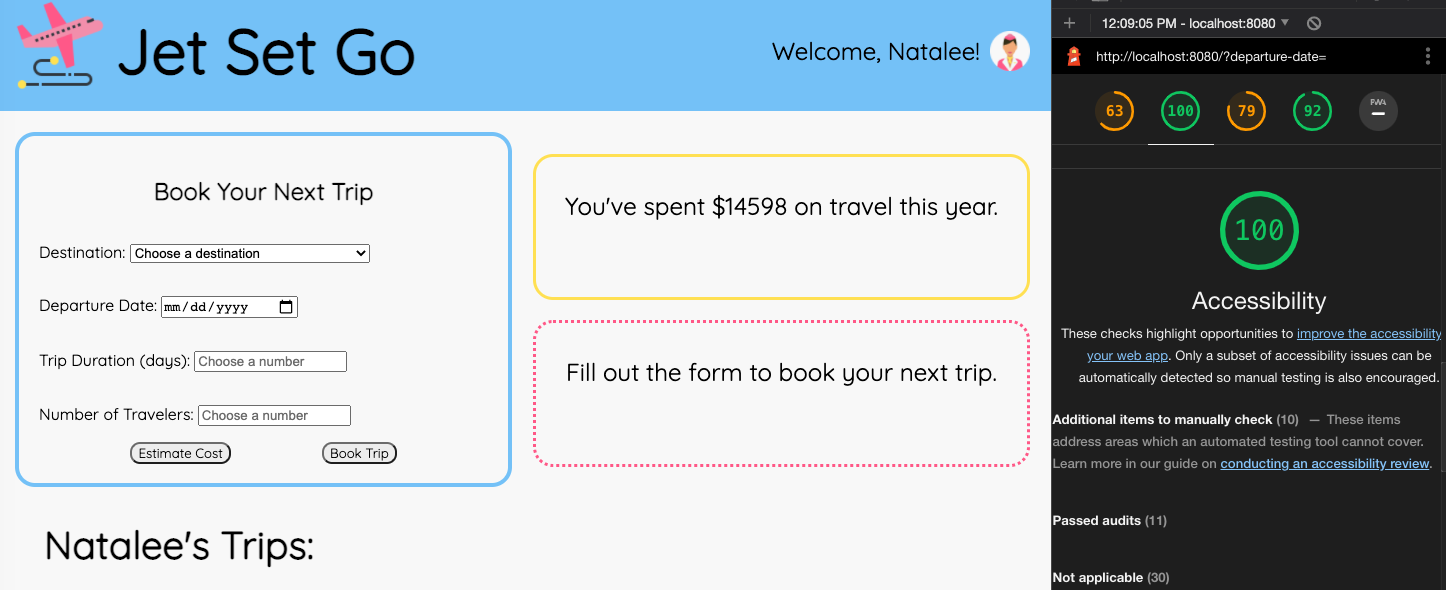 Jet Set Go
Welcome, Natalee!
Book Your Next Trip
Destination: Choose a destination
Departure Date: mm/dd/yyyy
Trip Duration (days): Choose a number
Number of Travelers: Choose a number
Estimate Cost Book Trip
You've spent $14598 on travel this year.
Fill out the form to book your next trip.
Natalee's Trips:
12:09:05 PM - localhost:8080
http://localhost:8080/?departure-date=
63 100 79 92 PWA
100
Accessibility
These checks highlight opportunities to improve the accessibility
your web app. Only a subset of accessibility issues can be
automatically detected so manual testing is also encouraged.
Additional items to manually check (10) — These items
address areas which an automated testing tool cannot cover.
Learn more in our guide on conducting an accessibility review.
Passed audits (11)
Not applicable (30)